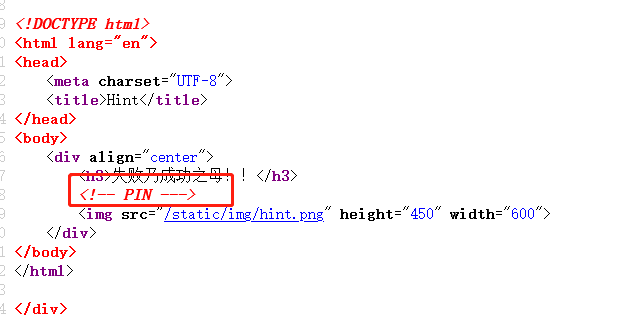 <!DOCTYPE html>
<html lang="en">
<head>
<meta charset="UTF-8">
<title>Hint</title>
</head>
<body>
<div align="center">
<h3>失败乃成功之母！！</h3>
<!-- PIN --->
<img src="/static/img/hint.png" height="450" width="600">
</div>
</body>
</html>
</div>